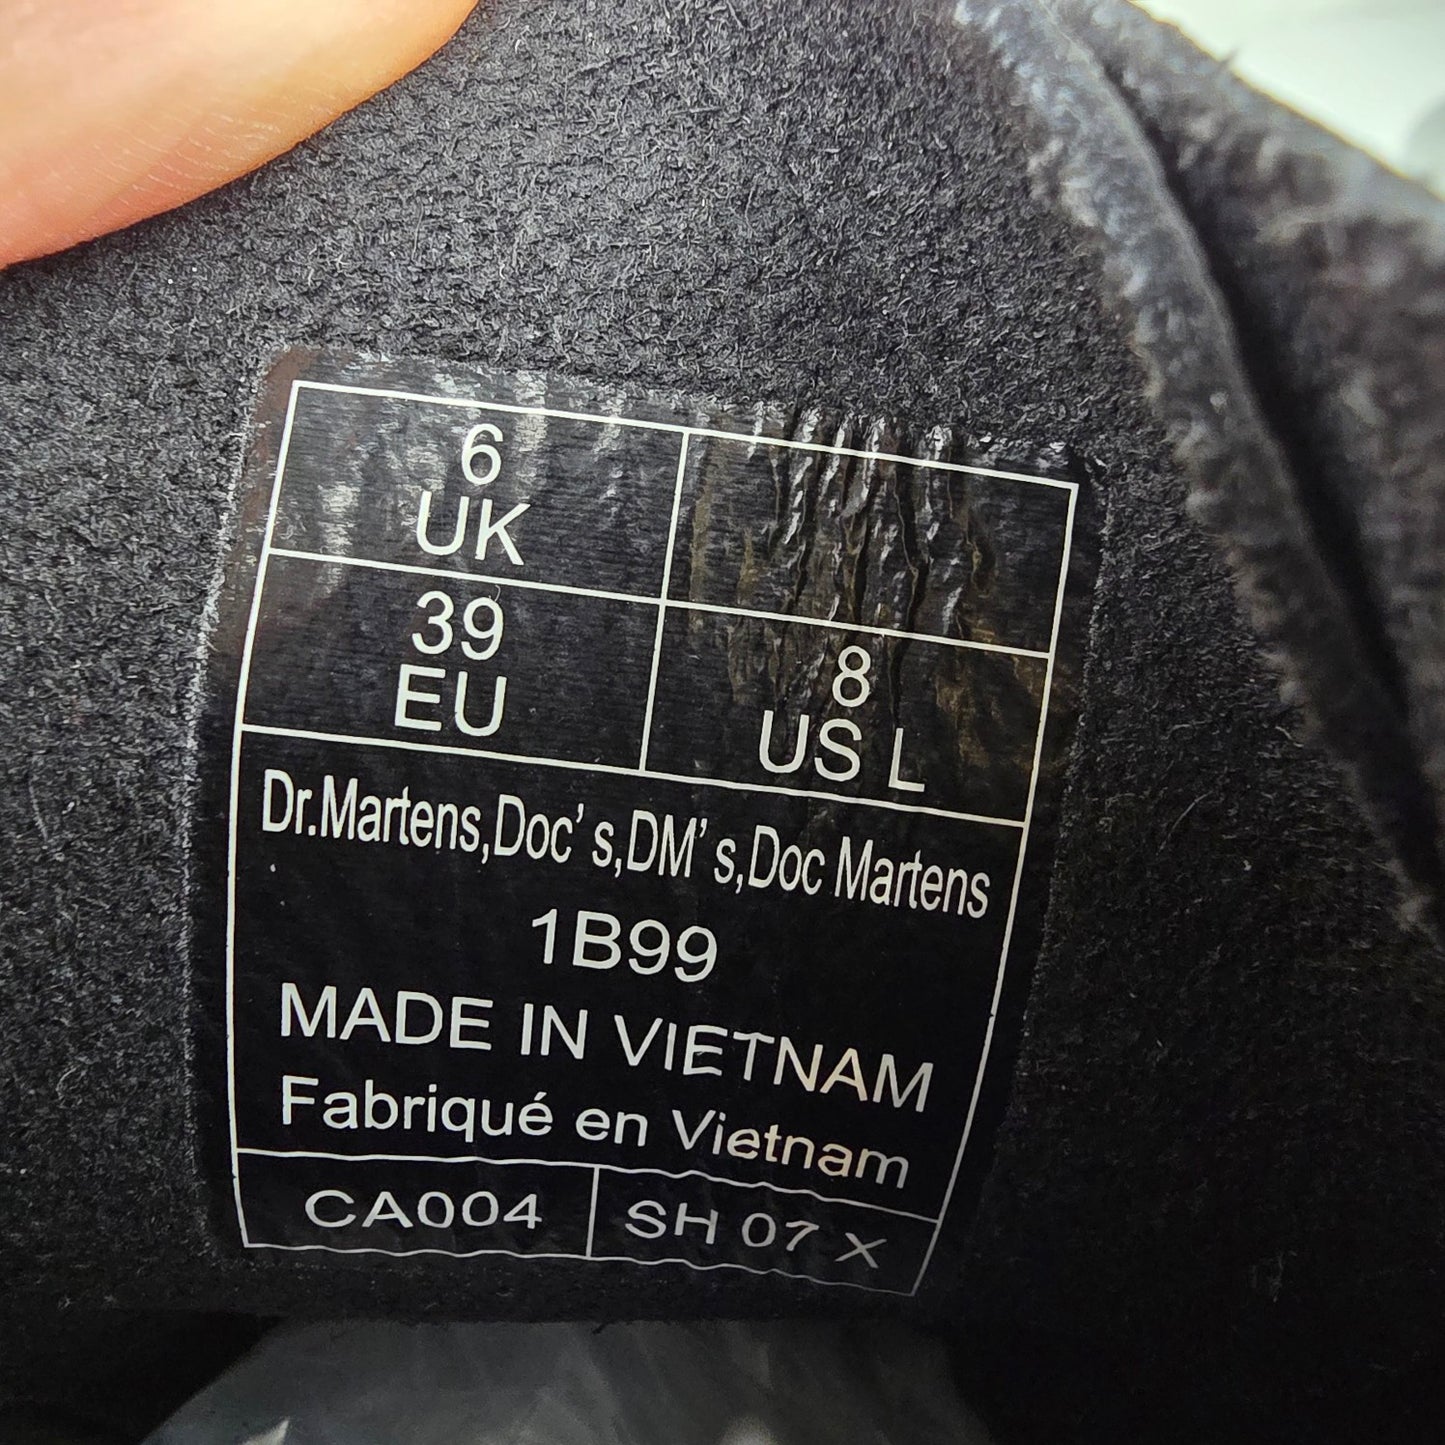 6
UK
39
EU
8
US L
Dr.Martens,Doc's,DM's,Doc Martens
1B99
MADE IN VIETNAM
Fabriqué en Vietnam
CA004
SH 07 X